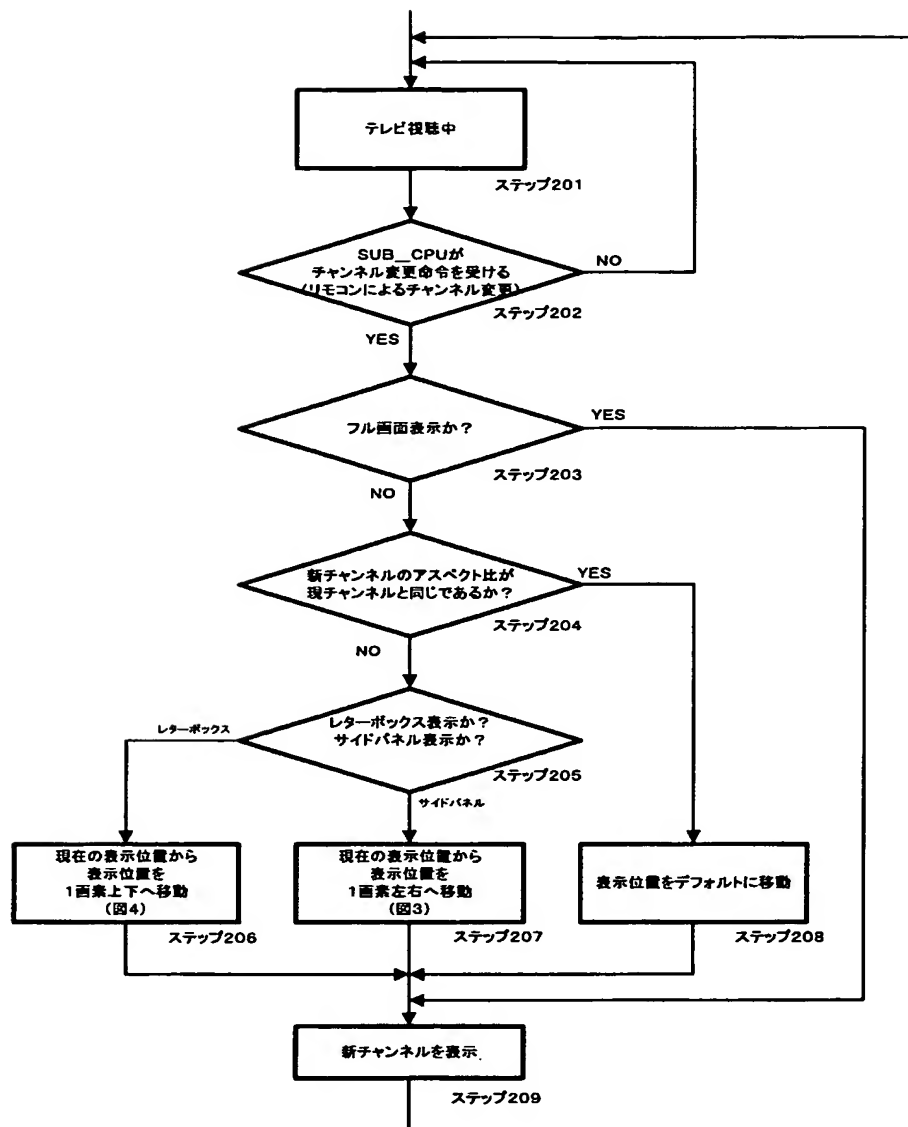 テレビ視聴中
ステップ201
SUB__CPUが
チャンネル変更命令を受ける
(リモコンによるチャンネル変更)
NO
ステップ202
YES
フル画面表示か？
YES
ステップ203
NO
新チャンネルのアスペクト比が
現チャンネルと同じであるか？
YES
ステップ204
NO
レターボックス表示か？
サイドパネル表示か？
レターボックス
ステップ205
サイドパネル
現在の表示位置から
表示位置を
1画素上下へ移動
(図4)
ステップ206
現在の表示位置から
表示位置を
1画素左右へ移動
(図3)
ステップ207
表示位置をデフォルトに移動
ステップ208
新チャンネルを表示
ステップ209